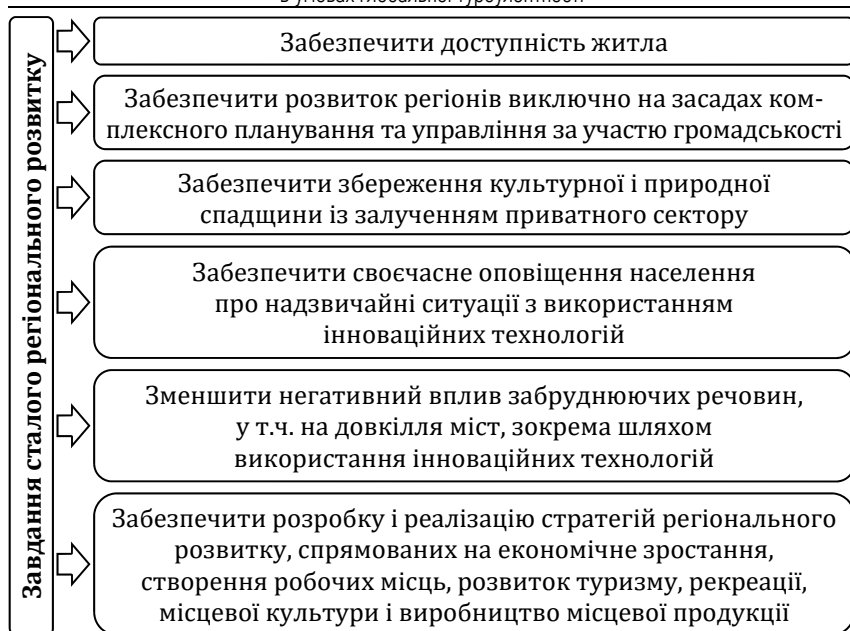 в умовах глобальної турбулентності
Завдання сталого регіонального розвитку
Забезпечити доступність житла
Забезпечити розвиток регіонів виключно на засадах ком-
плексного планування та управління за участю громадськості
Забезпечити збереження культурної і природної
спадщини із залученням приватного сектору
Забезпечити своєчасне оповіщення населення
про надзвичайні ситуації з використанням
інноваційних технологій
Зменшити негативний вплив забруднюючих речовин,
у т.ч. на довкілля міст, зокрема шляхом
використання інноваційних технологій
Забезпечити розробку і реалізацію стратегій регіонального
розвитку, спрямованих на економічне зростання,
створення робочих місць, розвиток туризму, рекреації,
місцевої культури і виробництво місцевої продукції